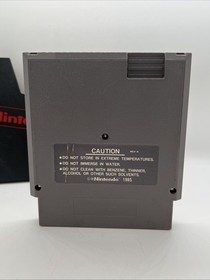 Nintendo
CAUTION
•DO NOT STORE IN EXTREME TEMPERATURES.
•DO NOT IMMERSE IN WATER.
•DO NOT CLEAN WITH BENZENE, THINNER,
ALCOHOL OR OTHER SUCH SOLVENTS.
©Nintendo 1985